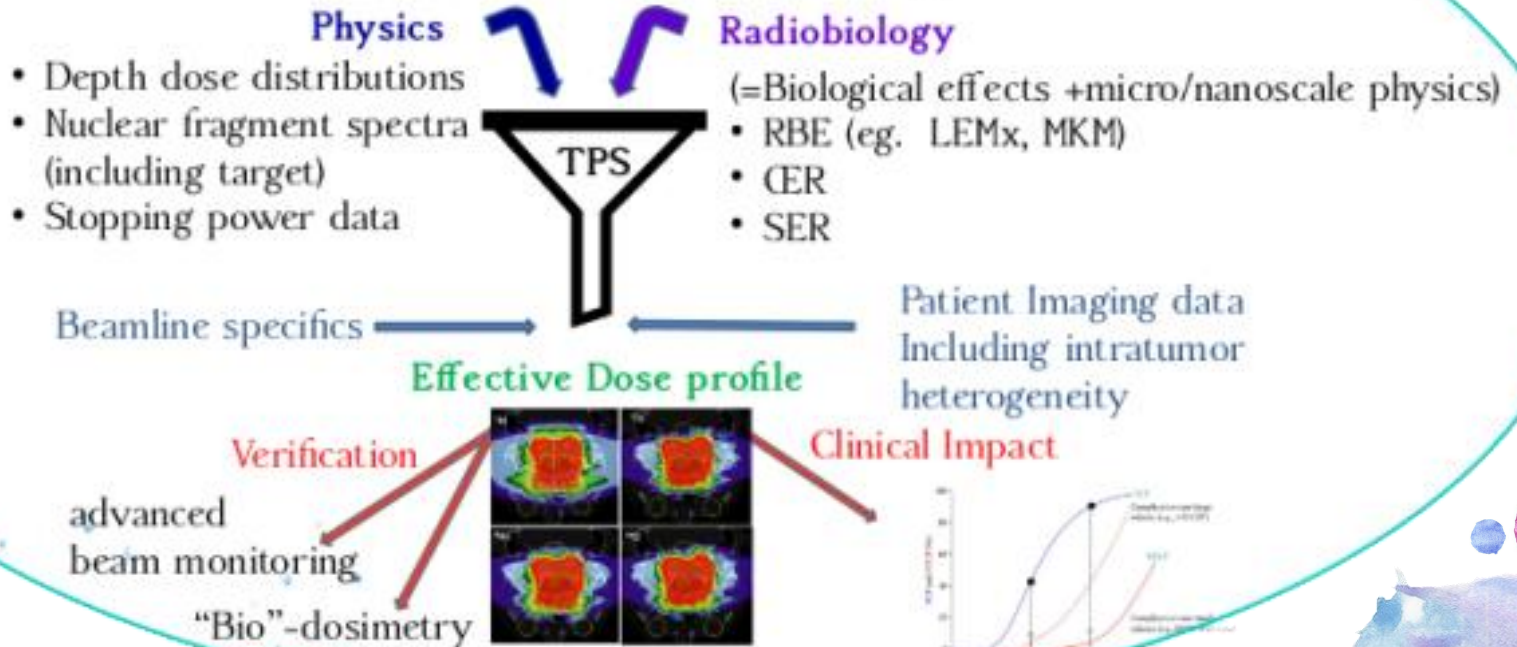 Physics
• Depth dose distributions
• Nuclear fragment spectra
(including target)
• Stopping power data
TPS
Radiobiology
(=Biological effects +micro/nanoscale physics)
• RBE (eg. LEMx, MKM)
• ŒR
• SER
Beamline specifics
Patient Imaging data
Including intratumor
heterogeneity
Effective Dose profile
Verification
Clinical Impact
advanced
beam monitoring
“Bio”-dosimetry